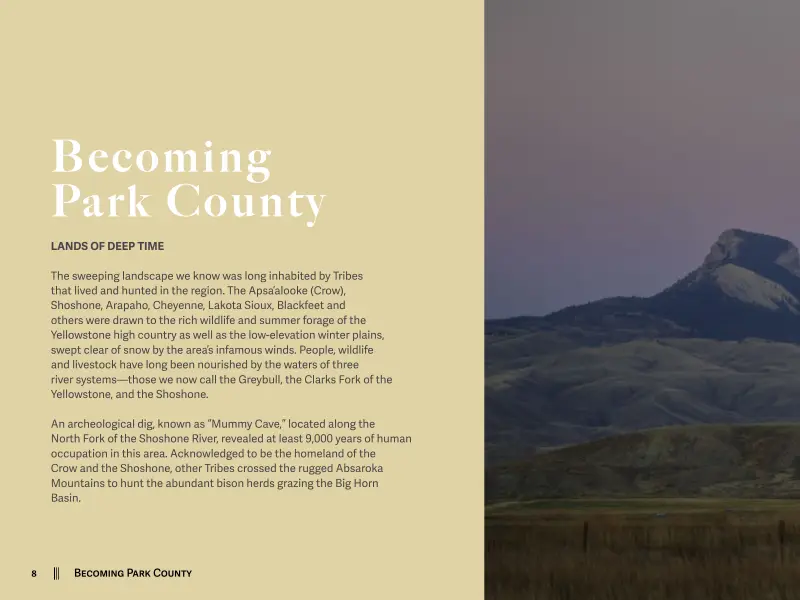 Becoming
Park County
LANDS OF DEEP TIME
The sweeping landscape we know was long inhabited by Tribes
that lived and hunted in the region. The Apsa'alooke (Crow),
Shoshone, Arapaho, Cheyenne, Lakota Sioux, Blackfeet and
others were drawn to the rich wildlife and summer forage of the
Yellowstone high country as well as the low-elevation winter plains,
swept clear of snow by the area's infamous winds. People, wildlife
and livestock have long been nourished by the waters of three
river systems—those we now call the Greybull, the Clarks Fork of the
Yellowstone, and the Shoshone.
An archeological dig, known as “Mummy Cave,” located along the
North Fork of the Shoshone River, revealed at least 9,000 years of human
occupation in this area. Acknowledged to be the homeland of the
Crow and the Shoshone, other Tribes crossed the rugged Absaroka
Mountains to hunt the abundant bison herds grazing the Big Horn
Basin.
8 Becoming Park County